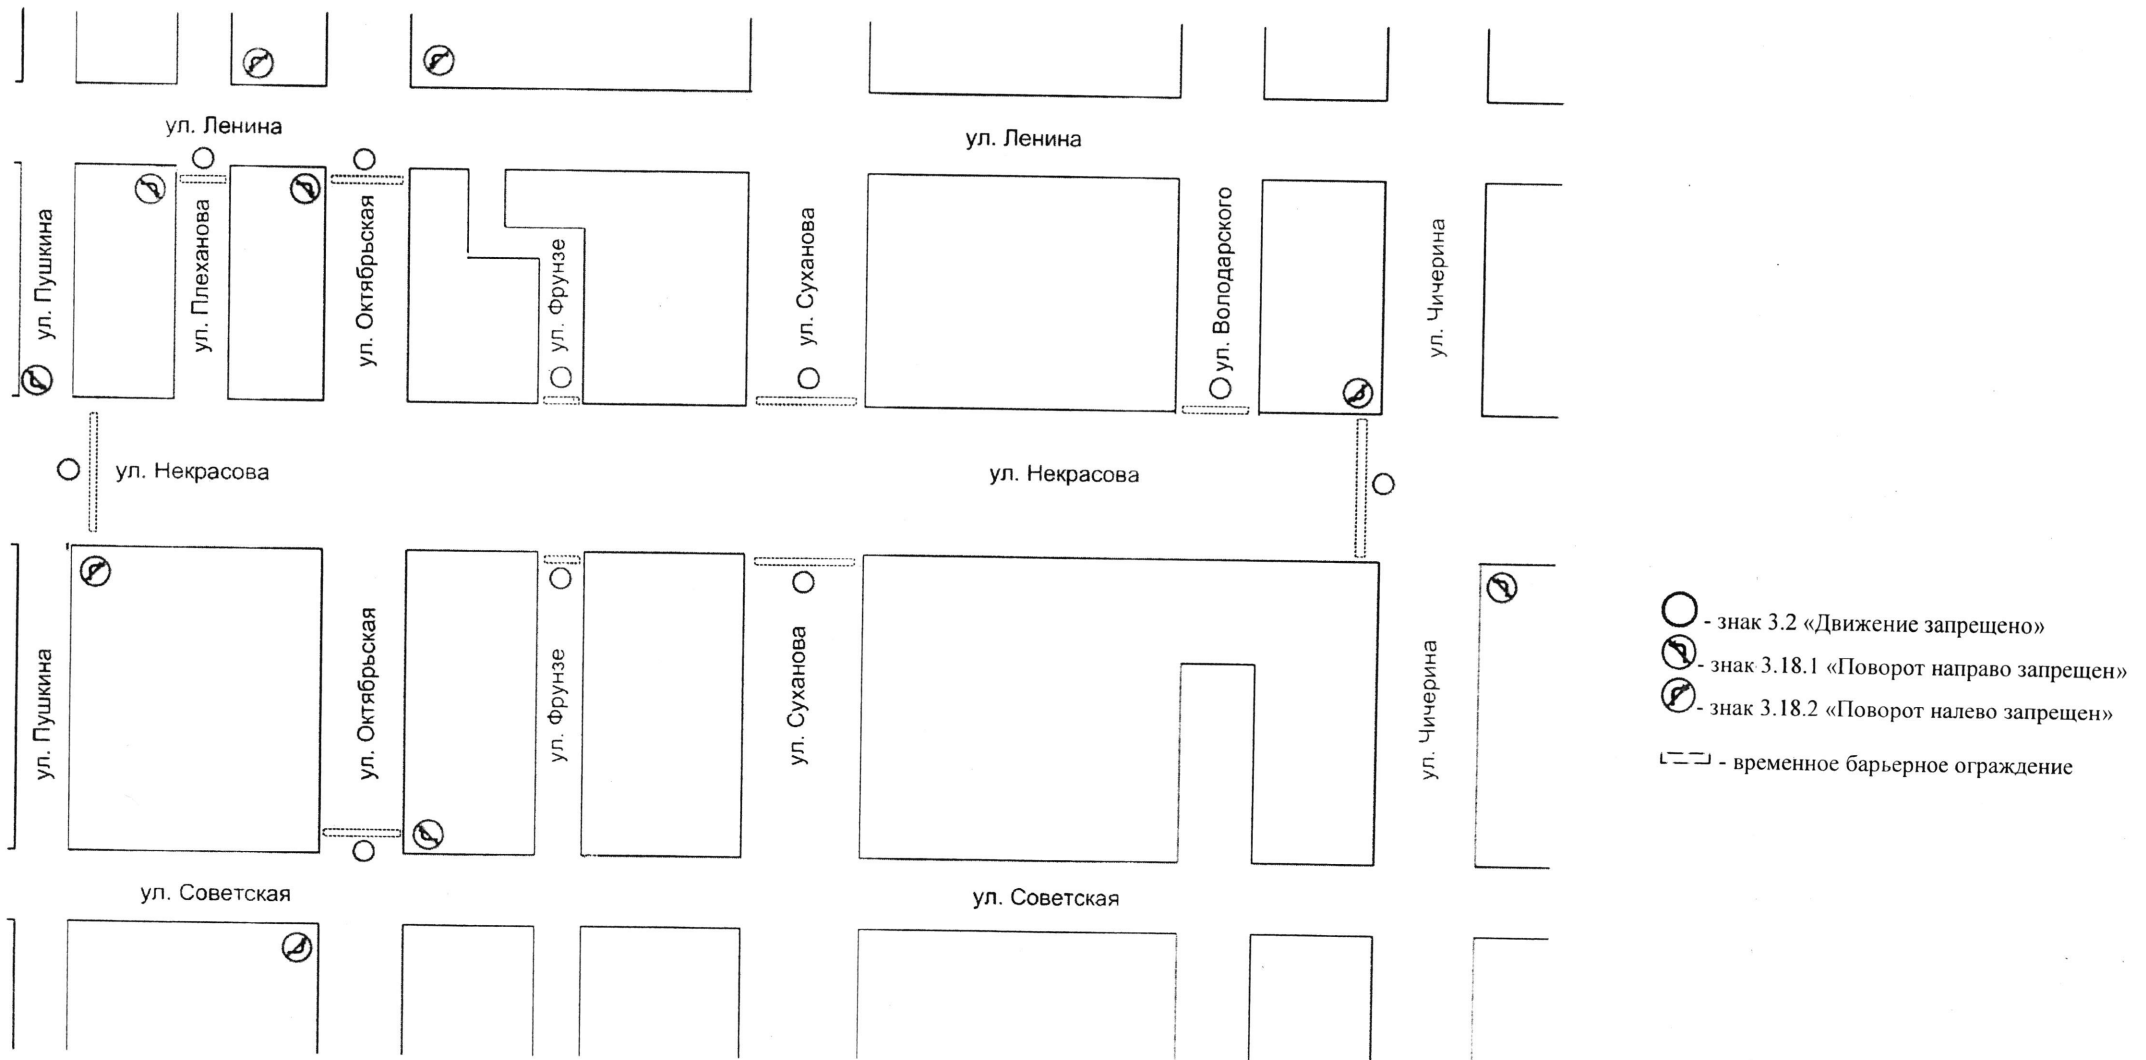 ул. Ленина
ул. Ленина
ул. Пушкина
ул. Плеханова
ул. Октябрьская
ул. Фрунзе
ул. Суханова
ул. Володарского
ул. Чичерина
ул. Некрасова
ул. Некрасова
ул. Пушкина
ул. Октябрьская
ул. Фрунзе
ул. Суханова
ул. Чичерина
- знак 3.2 «Движение запрещено»
- знак 3.18.1 «Поворот направо запрещен»
- знак 3.18.2 «Поворот налево запрещен»
- временное барьерное ограждение
ул. Советская
ул. Советская